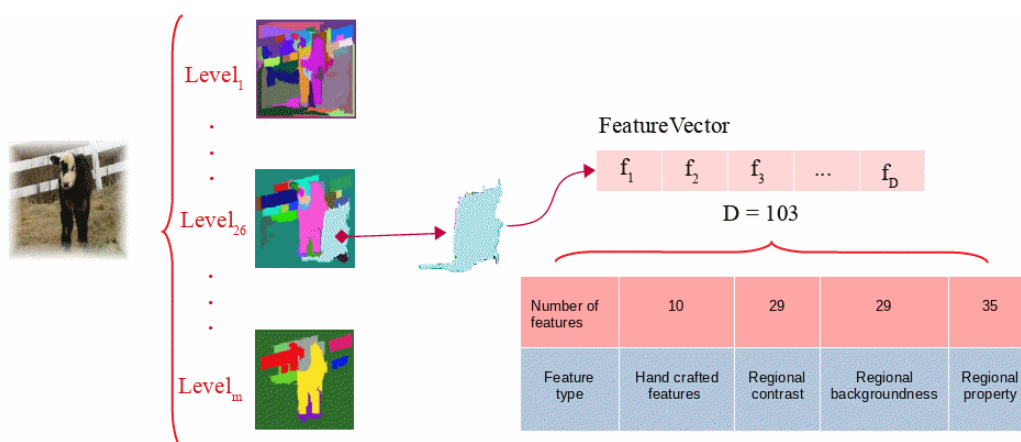 Level1
Level26
Levelm
FeatureVector
f1 f2 f3 ... fD
D = 103
Number of features 10 29 29 35
Feature type Hand crafted features Regional contrast Regional backgroundness Regional property